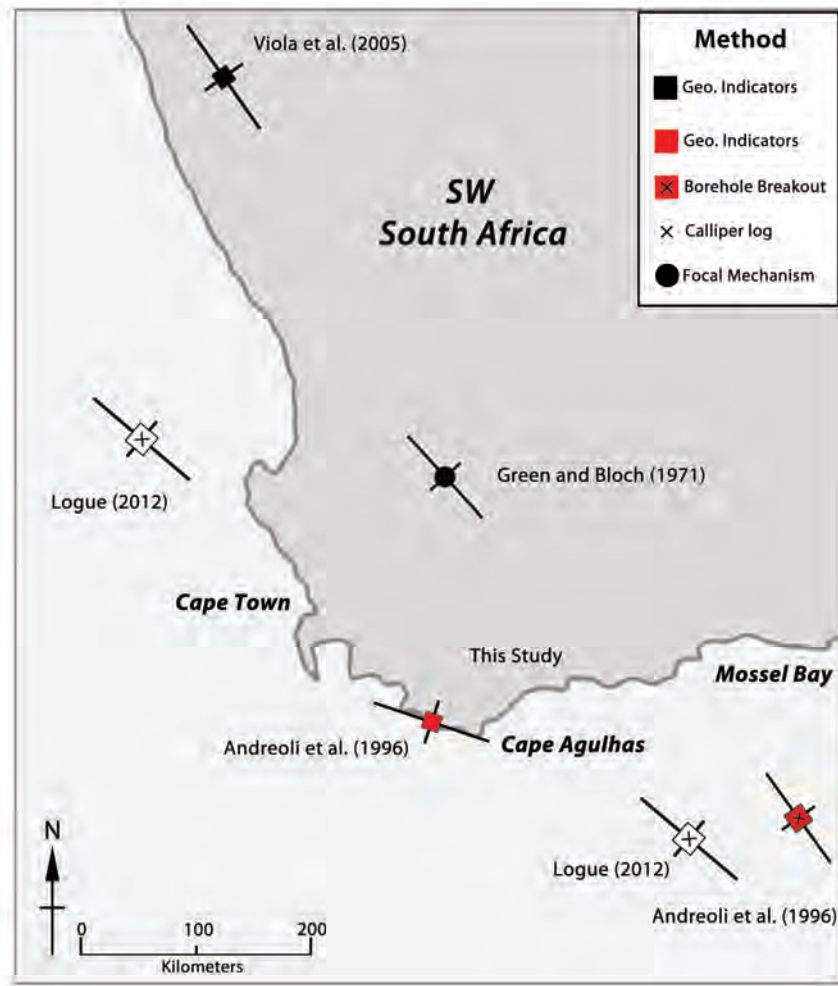 Viola et al. (2005)
Method
Geo. Indicators
Geo. Indicators
Borehole Breakout
Calliper log
Focal Mechanism
SW
South Africa
Logue (2012)
Green and Bloch (1971)
Cape Town
This Study
Mossel Bay
Andreoli et al. (1996)
Cape Agulhas
N
Logue (2012)
Andreoli et al. (1996)
0 100 200
Kilometers